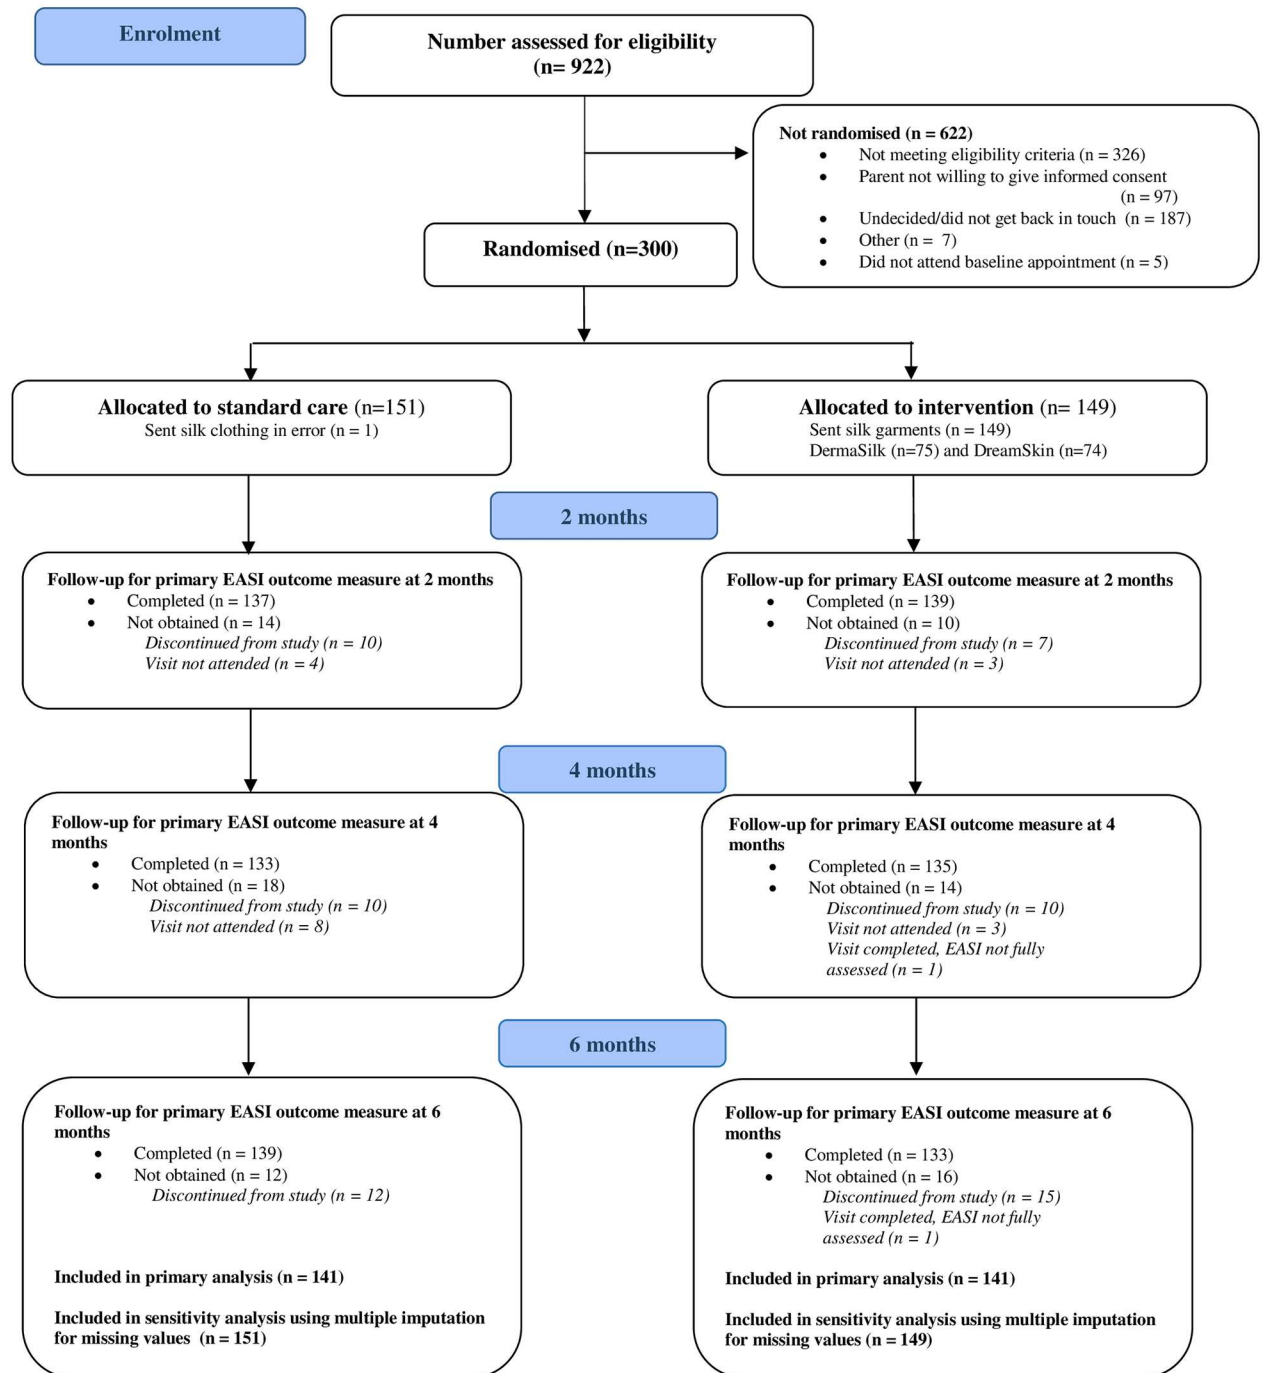 Enrolment
Number assessed for eligibility
(n= 922)
Not randomised (n = 622)
• Not meeting eligibility criteria (n = 326)
• Parent not willing to give informed consent
(n = 97)
• Undecided/did not get back in touch (n = 187)
• Other (n = 7)
• Did not attend baseline appointment (n = 5)
Randomised (n=300)
Allocated to standard care (n=151)
Sent silk clothing in error (n = 1)
Allocated to intervention (n= 149)
Sent silk garments (n = 149)
DermaSilk (n=75) and DreamSkin (n=74)
2 months
Follow-up for primary EASI outcome measure at 2 months
• Completed (n = 137)
• Not obtained (n = 14)
Discontinued from study (n = 10)
Visit not attended (n = 4)
Follow-up for primary EASI outcome measure at 2 months
• Completed (n = 139)
• Not obtained (n = 10)
Discontinued from study (n = 7)
Visit not attended (n = 3)
4 months
Follow-up for primary EASI outcome measure at 4
months
• Completed (n = 133)
• Not obtained (n = 18)
Discontinued from study (n = 10)
Visit not attended (n = 8)
Follow-up for primary EASI outcome measure at 4
months
• Completed (n = 135)
• Not obtained (n = 14)
Discontinued from study (n = 10)
Visit not attended (n = 3)
Visit completed, EASI not fully
assessed (n = 1)
6 months
Follow-up for primary EASI outcome measure at 6
months
• Completed (n = 139)
• Not obtained (n = 12)
Discontinued from study (n = 12)
Included in primary analysis (n = 141)
Included in sensitivity analysis using multiple imputation
for missing values (n = 151)
Follow-up for primary EASI outcome measure at 6
months
• Completed (n = 133)
• Not obtained (n = 16)
Discontinued from study (n = 15)
Visit completed, EASI not fully
assessed (n = 1)
Included in primary analysis (n = 141)
Included in sensitivity analysis using multiple imputation
for missing values (n = 149)